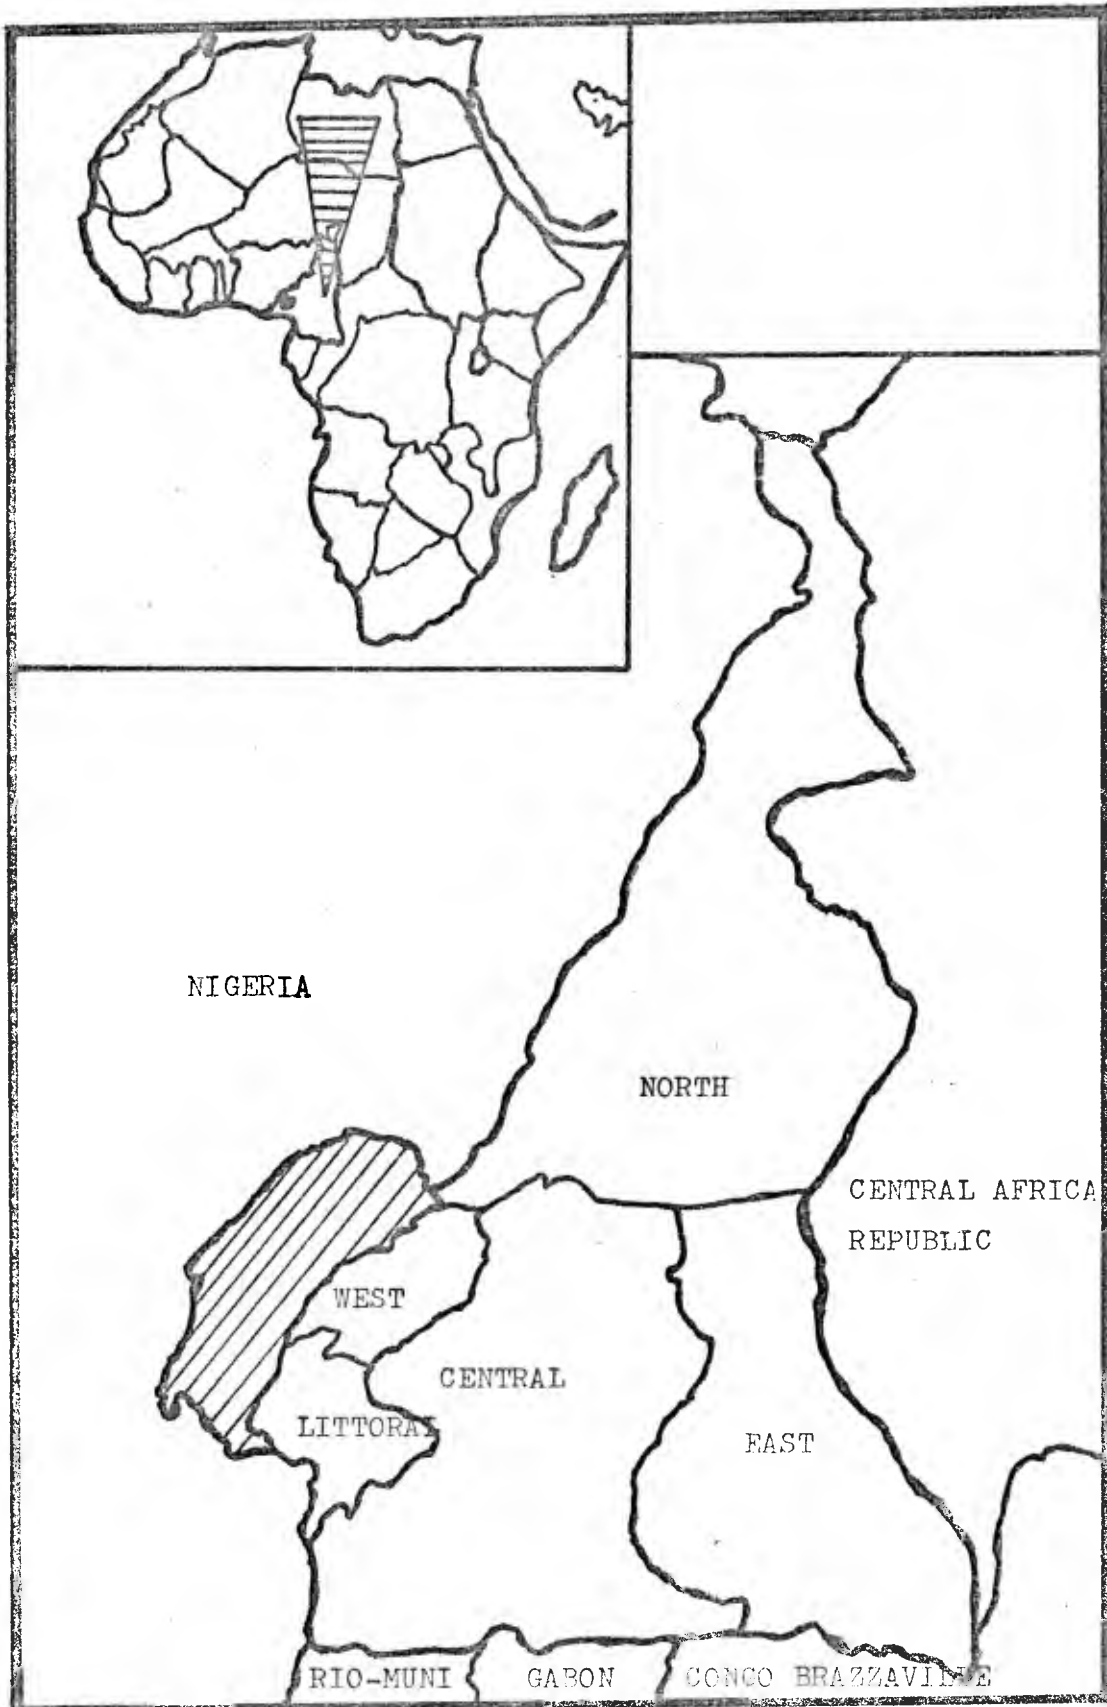 NIGERIA
NORTH
CENTRAL AFRICA
REPUBLIC
WEST
CENTRAL
LITTORAL
EAST
RIO-MUNI
GABON
CONGO BRAZZAVILLE